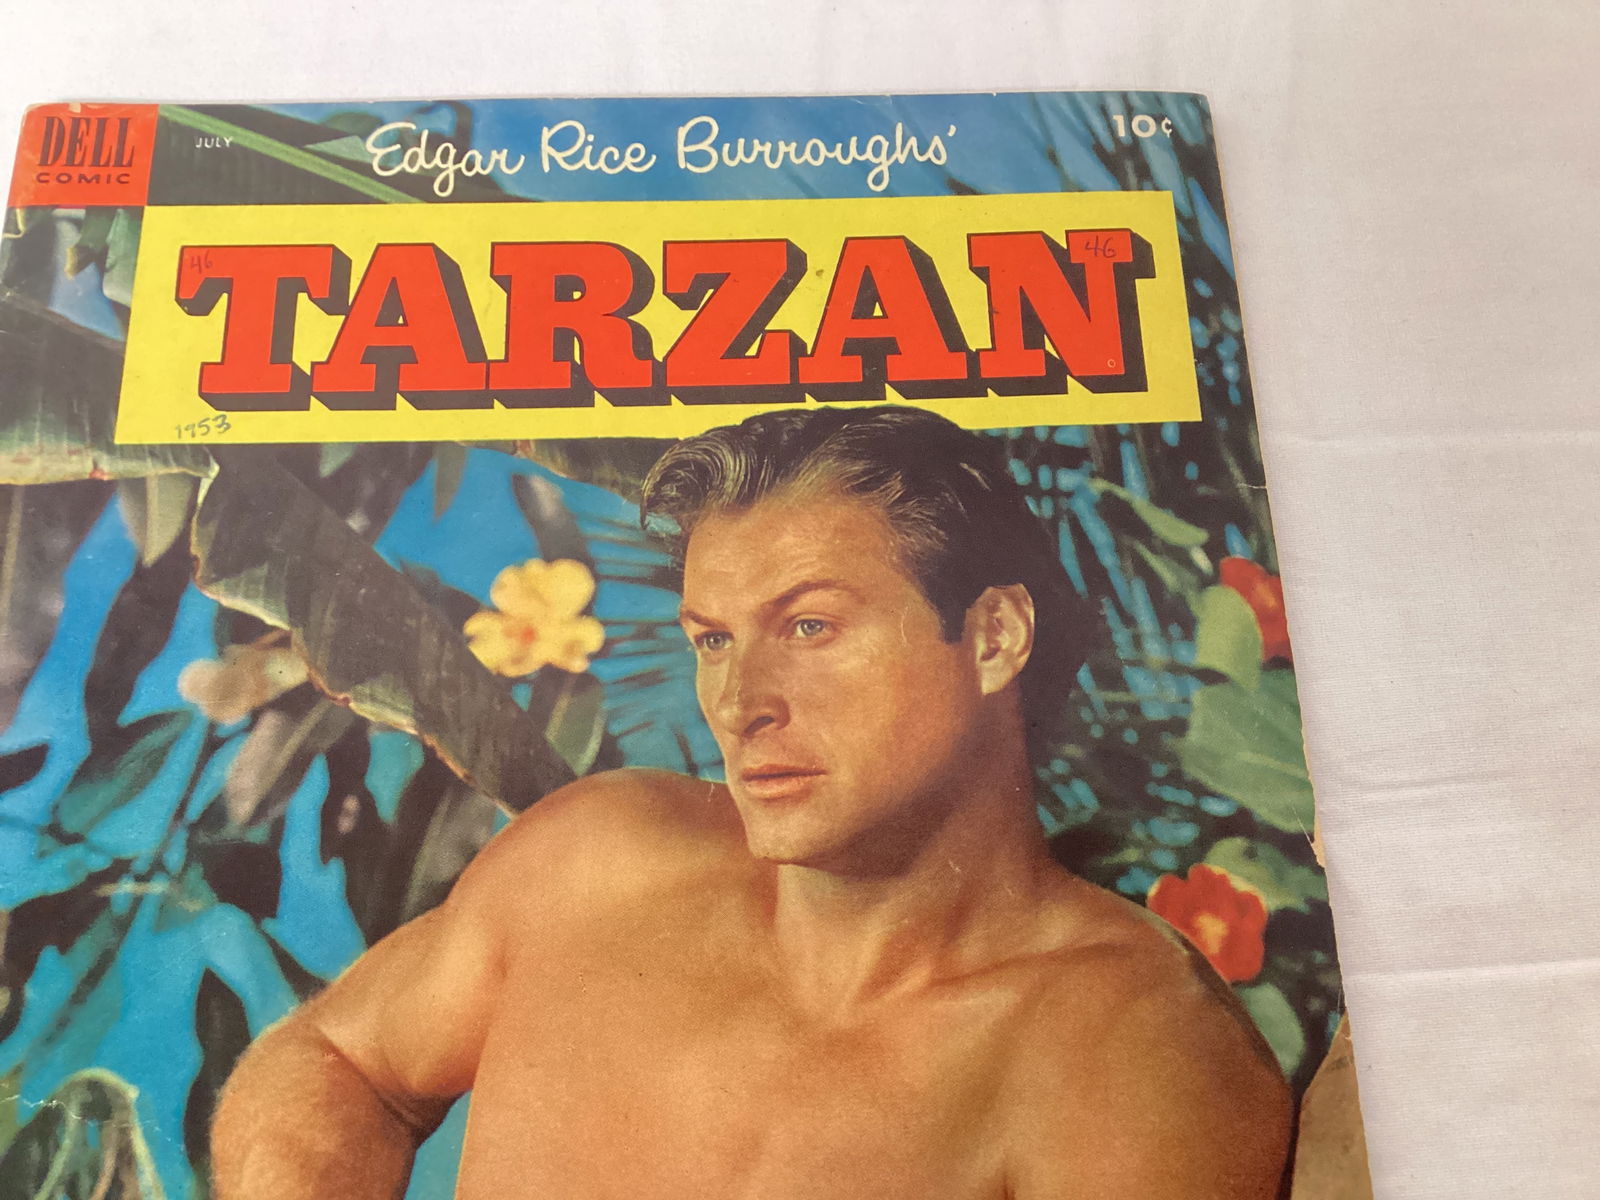 DELL
COMIC
JULY
Edgar Rice Burroughs'
10¢
TARZAN
46
46
1953